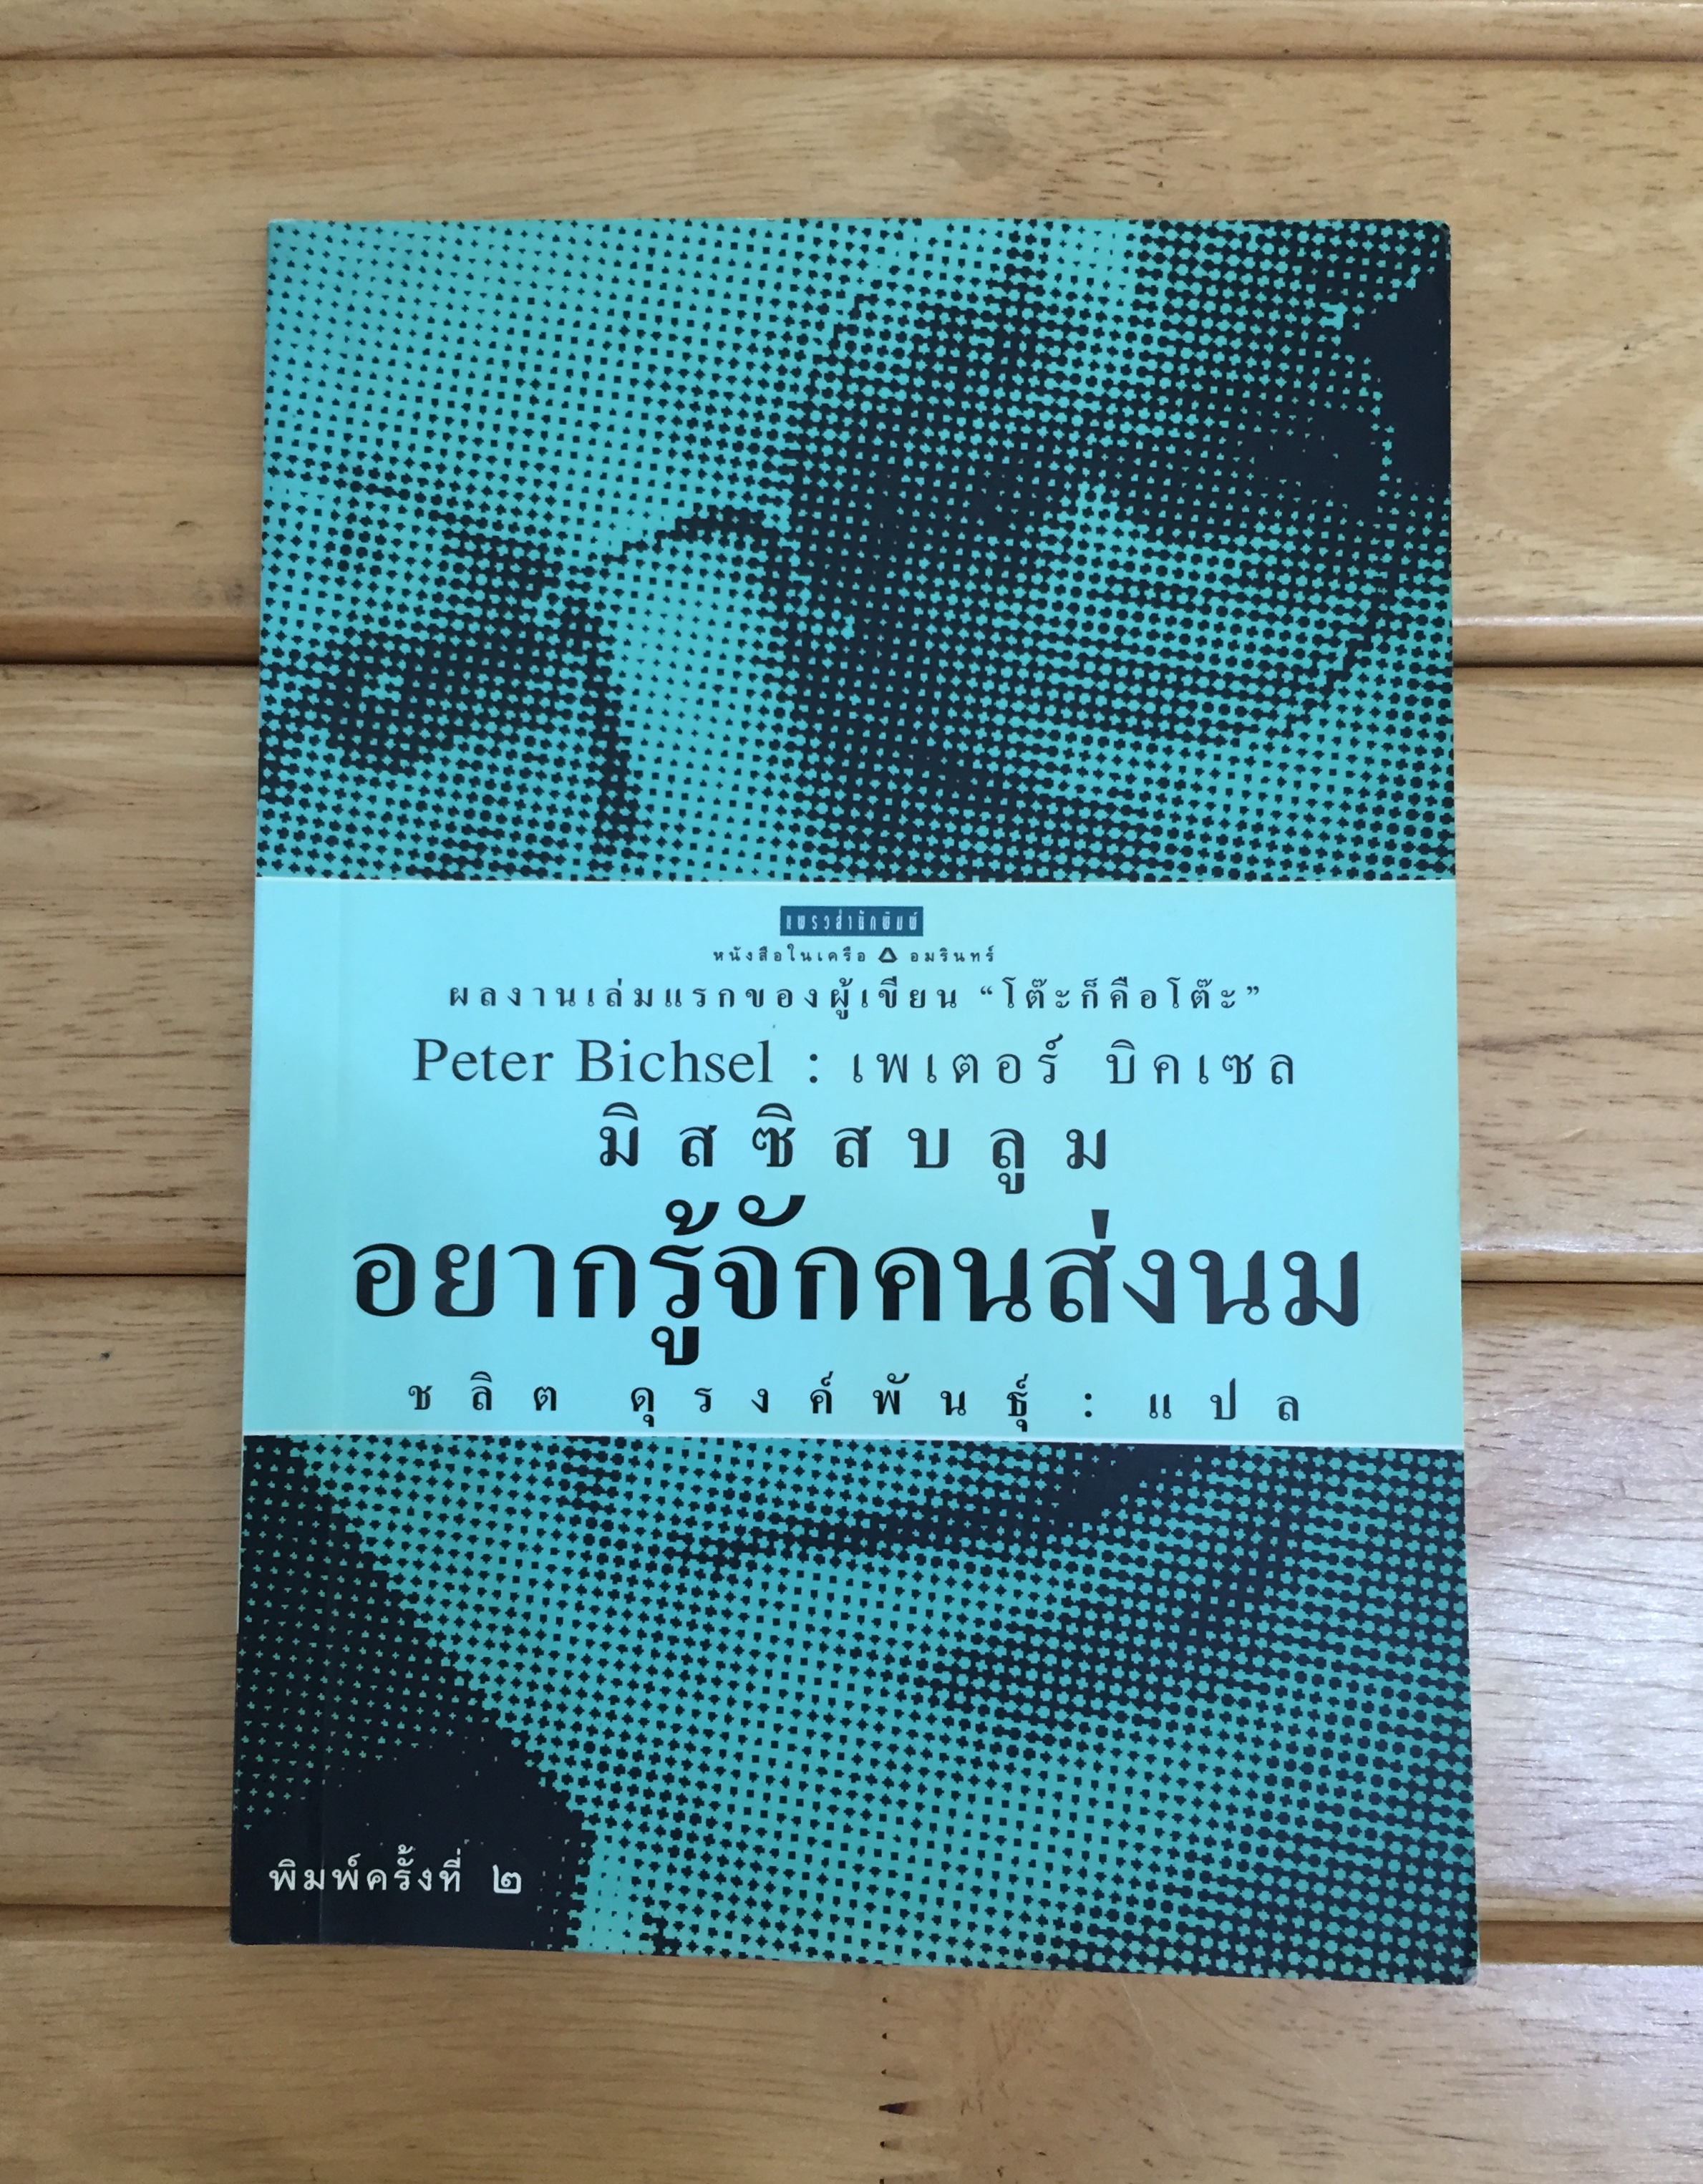 แพรวสำนักพิมพ์
หนังสือในเครือ อมรินทร์
ผลงานเล่มแรกของผู้เขียน “โต๊ะก็คือโต๊ะ”
Peter Bichsel : เพเตอร์ บิคเซล
มิสซิสบลูม
อยากรู้จักคนส่งนม
ชลิต ดุรงค์พันธุ์ : แปล
พิมพ์ครั้งที่ ๒